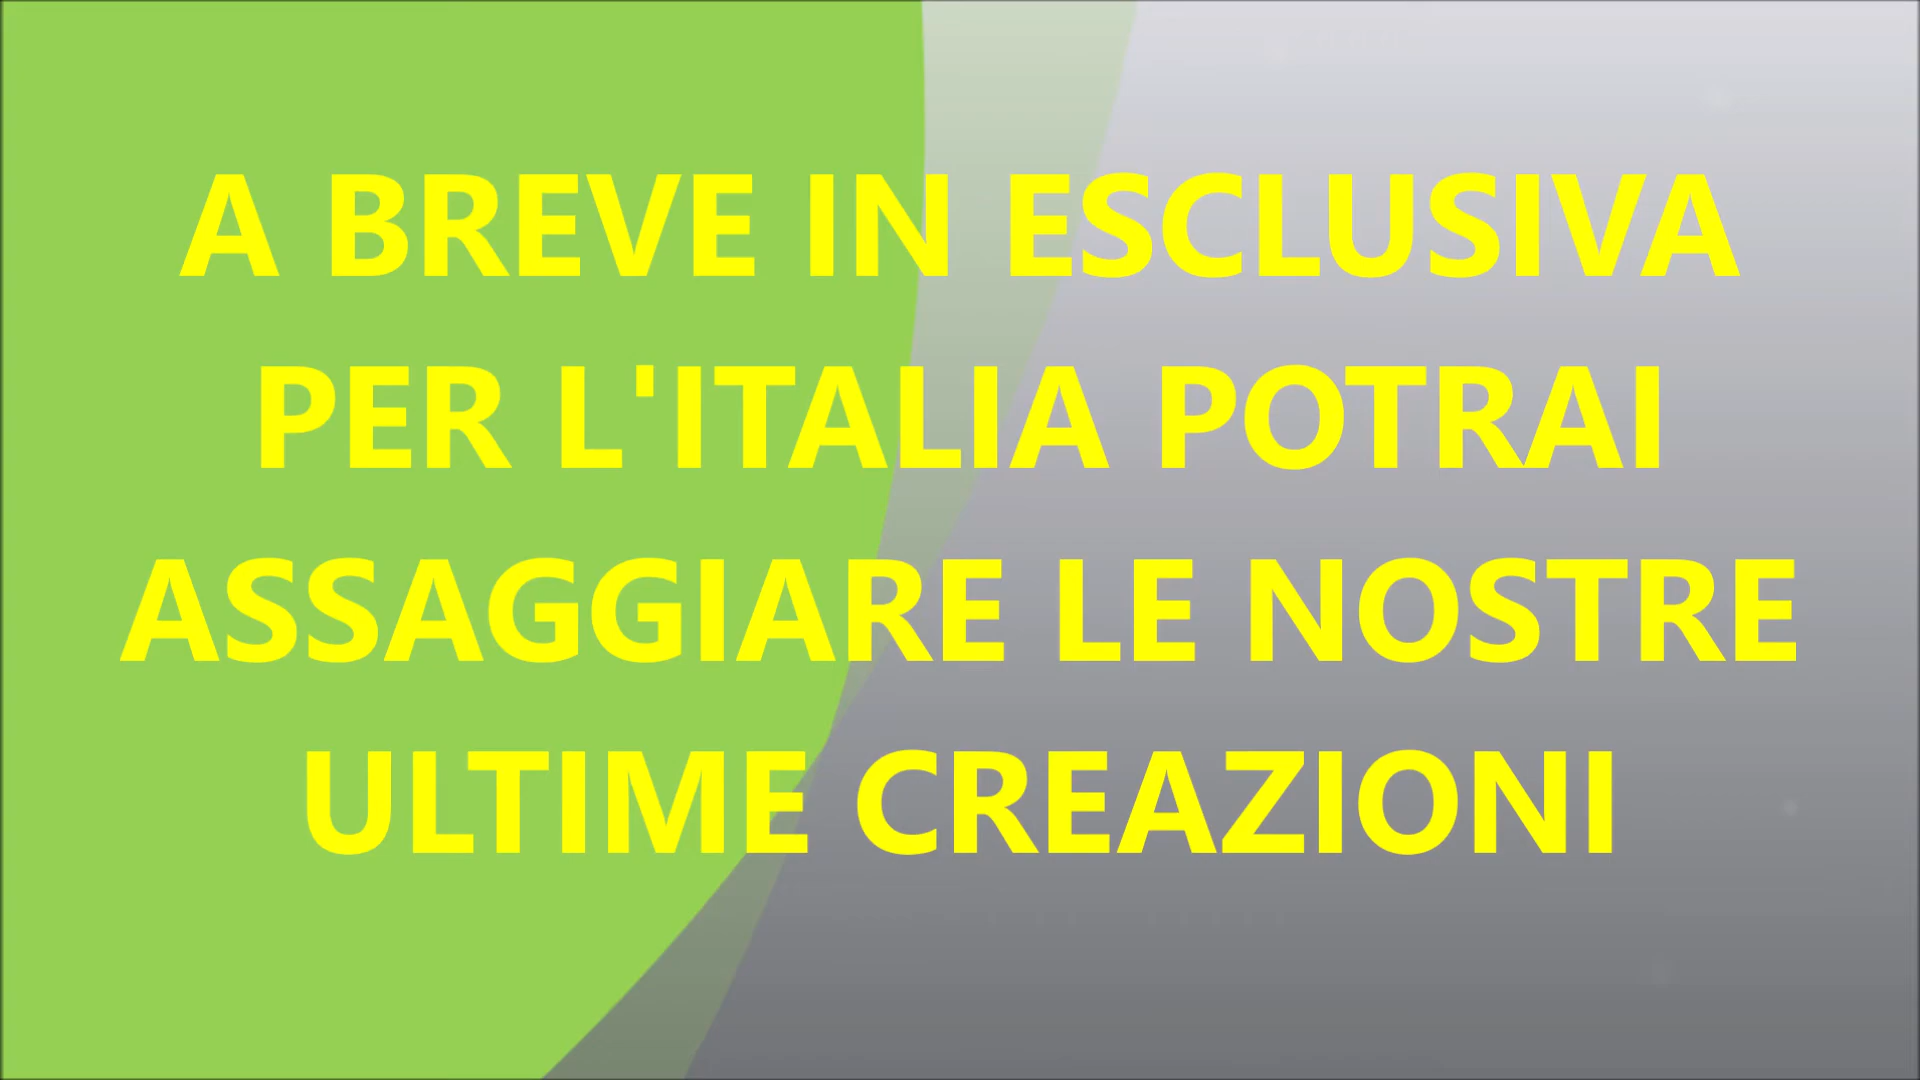 A BREVE IN ESCLUSIVA
PER L'ITALIA POTRAI
ASSAGGIARE LE NOSTRE
ULTIME CREAZIONI